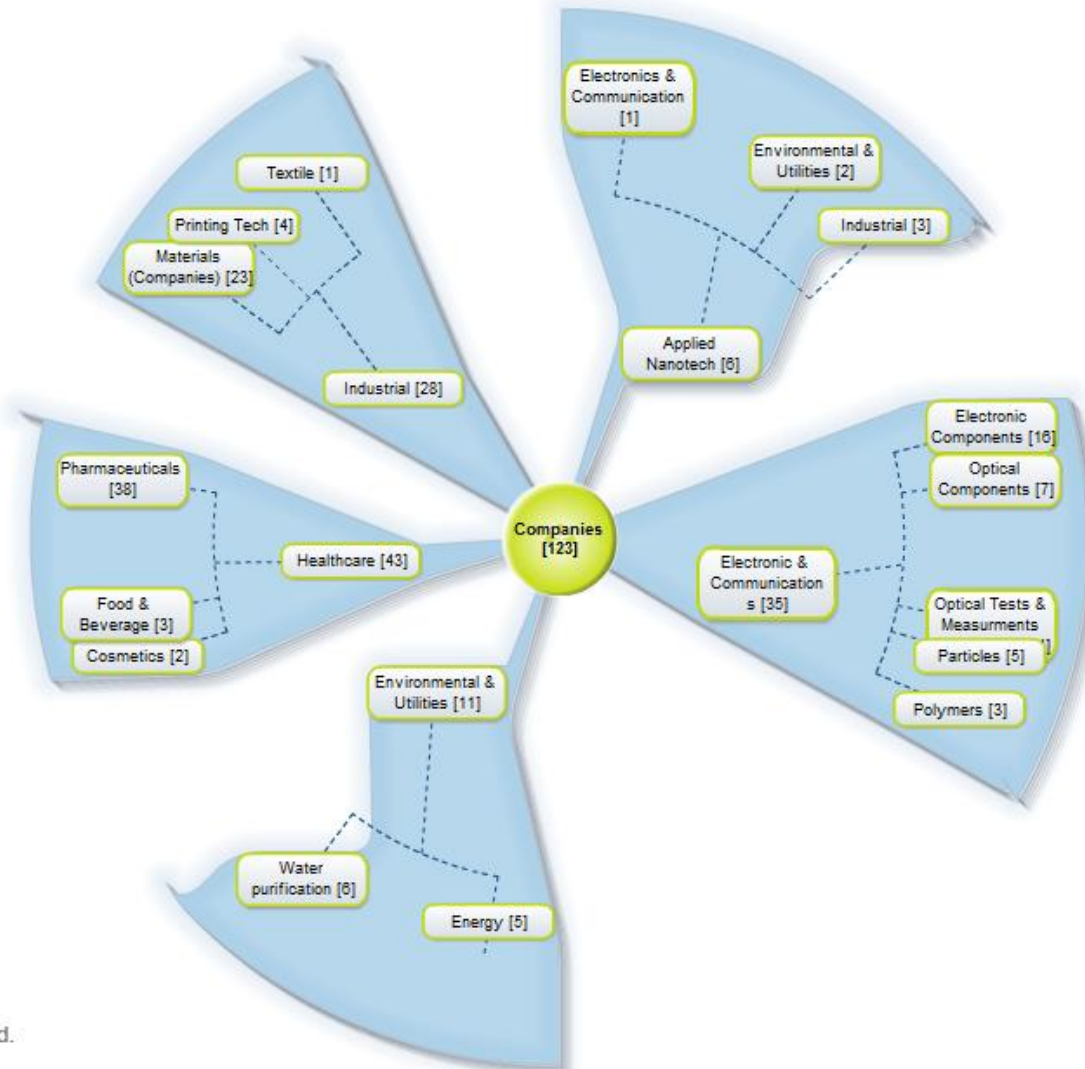 Electronics &
Communication
[1]
Environmental &
Utilities [2]
Industrial [3]
Applied
Nanotech [6]
Textile [1]
Printing Tech [4]
Materials
(Companies) [23]
Industrial [28]
Electronic
Components [16]
Optical
Components [7]
Electronic &
Communication
s [35]
Optical Tests &
Measurments
Particles [5]
Polymers [3]
Companies
[123]
Pharmaceuticals
[38]
Healthcare [43]
Food &
Beverage [3]
Cosmetics [2]
Environmental &
Utilities [11]
Water
purification [6]
Energy [5]
d.